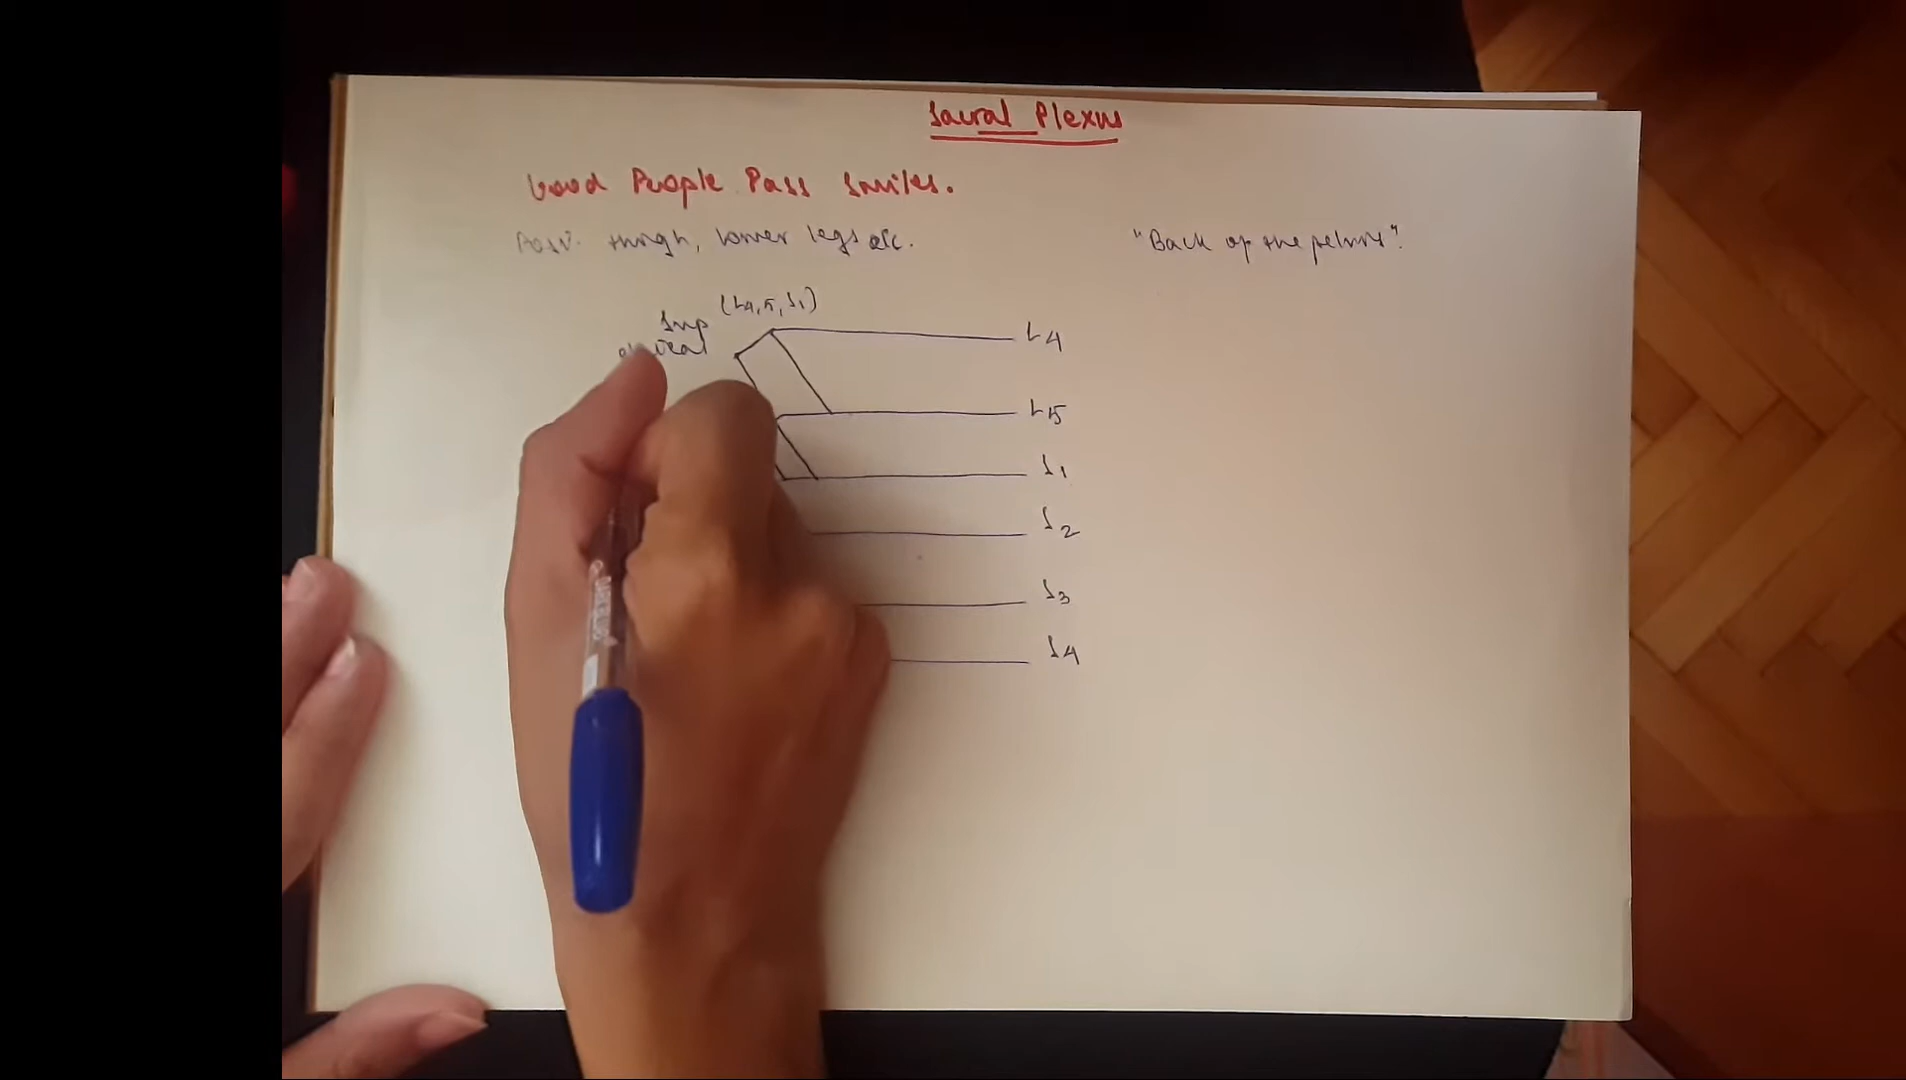 Sacral Plexus
Good People Pass Smiles.
Post. thigh, lower legs etc.
"Back of the pelvis".
(L4,5,S1)
Sup
L4
L5
S1
S2
S3
S4